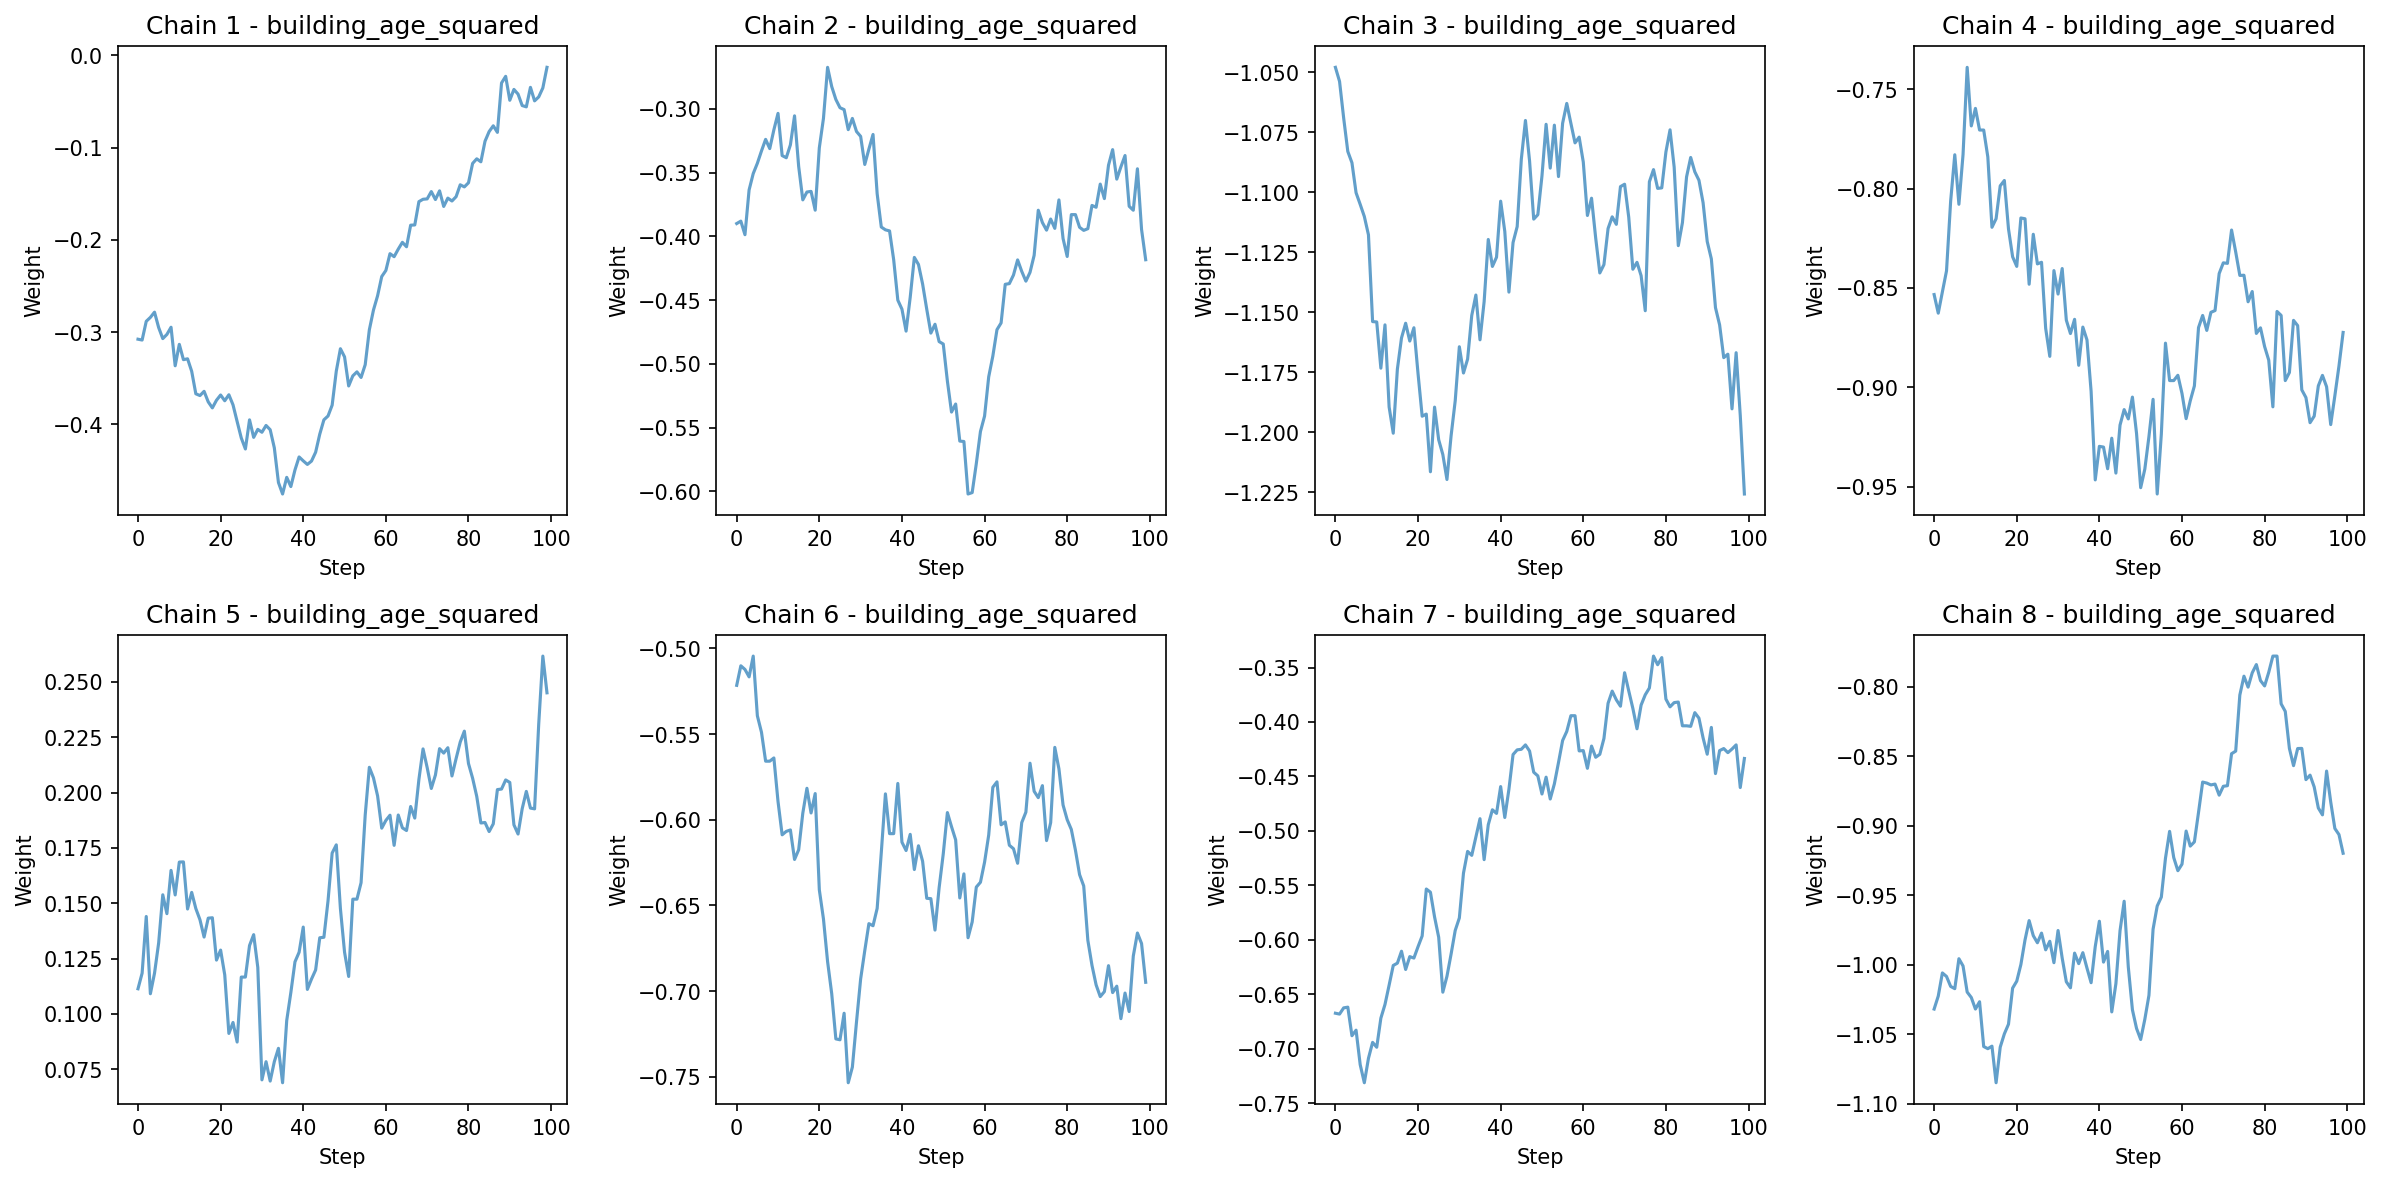 Chain 1 - building_age_squared
0.0
−0.1
−0.2
−0.3
−0.4
Weight
0 20 40 60 80 100
Step
Chain 2 - building_age_squared
−0.30
−0.35
−0.40
−0.45
−0.50
−0.55
−0.60
Weight
0 20 40 60 80 100
Step
Chain 3 - building_age_squared
−1.050
−1.075
−1.100
−1.125
−1.150
−1.175
−1.200
−1.225
Weight
0 20 40 60 80 100
Step
Chain 4 - building_age_squared
−0.75
−0.80
−0.85
−0.90
−0.95
Weight
0 20 40 60 80 100
Step
Chain 5 - building_age_squared
0.250
0.225
0.200
0.175
0.150
0.125
0.100
0.075
Weight
0 20 40 60 80 100
Step
Chain 6 - building_age_squared
−0.50
−0.55
−0.60
−0.65
−0.70
−0.75
Weight
0 20 40 60 80 100
Step
Chain 7 - building_age_squared
−0.35
−0.40
−0.45
−0.50
−0.55
−0.60
−0.65
−0.70
−0.75
Weight
0 20 40 60 80 100
Step
Chain 8 - building_age_squared
−0.80
−0.85
−0.90
−0.95
−1.00
−1.05
−1.10
Weight
0 20 40 60 80 100
Step